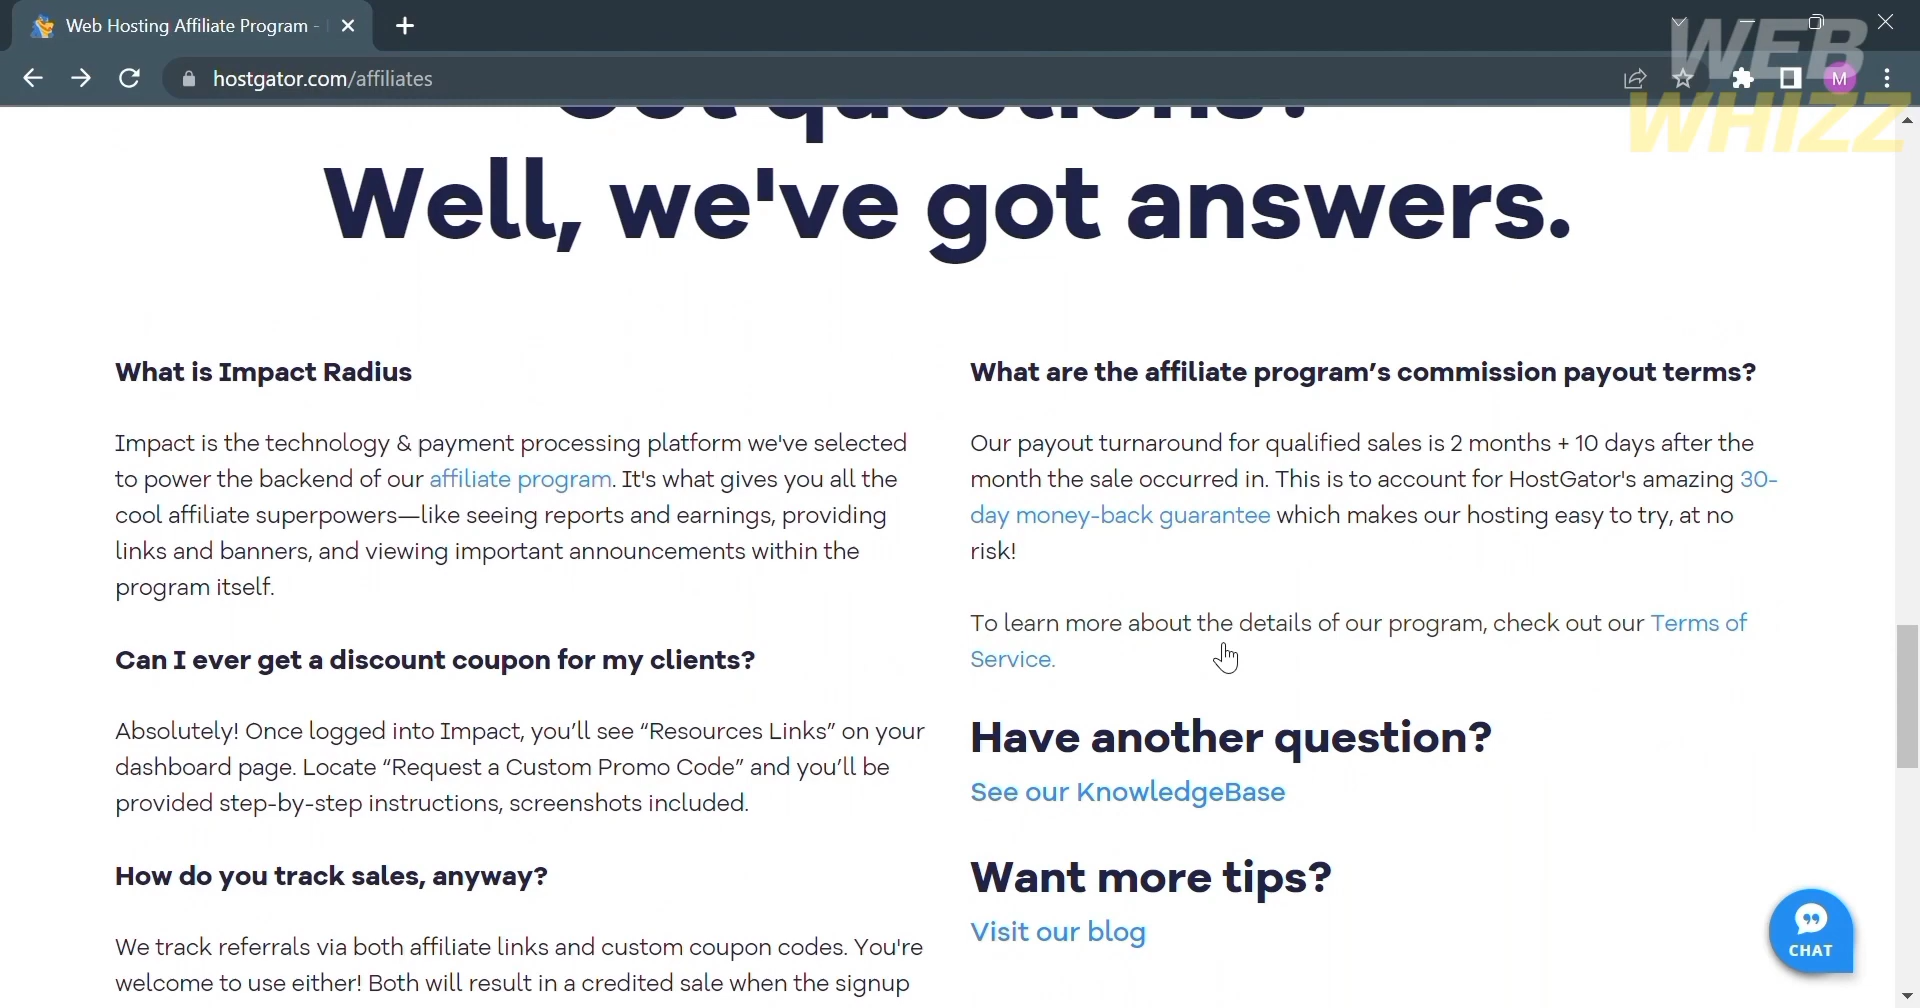 Web Hosting Affiliate Program -
hostgator.com/affiliates
M
WEB
WHIZZ
Got questions?
Well, we've got answers.
What is Impact Radius
Impact is the technology & payment processing platform we've selected
to power the backend of our affiliate program. It's what gives you all the
cool affiliate superpowers—like seeing reports and earnings, providing
links and banners, and viewing important announcements within the
program itself.
Can I ever get a discount coupon for my clients?
Absolutely! Once logged into Impact, you’ll see “Resources Links” on your
dashboard page. Locate “Request a Custom Promo Code” and you’ll be
provided step-by-step instructions, screenshots included.
How do you track sales, anyway?
We track referrals via both affiliate links and custom coupon codes. You're
welcome to use either! Both will result in a credited sale when the signup
What are the affiliate program’s commission payout terms?
Our payout turnaround for qualified sales is 2 months + 10 days after the
month the sale occurred in. This is to account for HostGator's amazing 30-
day money-back guarantee which makes our hosting easy to try, at no
risk!
To learn more about the details of our program, check out our Terms of
Service.
Have another question?
See our KnowledgeBase
Want more tips?
Visit our blog
CHAT